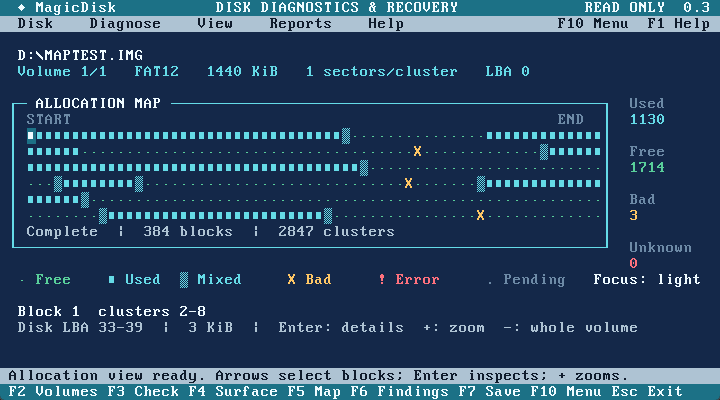 ◆ MagicDisk DISK DIAGNOSTICS & RECOVERY READ ONLY 0.3
Disk Diagnose View Reports Help F10 Menu F1 Help
D:\MAPTEST.IMG
Volume 1/1 FAT12 1440 KiB 1 sectors/cluster LBA 0
ALLOCATION MAP
START END
X
X
X
Complete ¦ 384 blocks ¦ 2847 clusters
Used
1130
Free
1714
Bad
3
Unknown
0
· Free ▪ Used ▒ Mixed X Bad ! Error . Pending Focus: light
Block 1 clusters 2-8
Disk LBA 33-39 ¦ 3 KiB ¦ Enter: details +: zoom -: whole volume
Allocation view ready. Arrows select blocks; Enter inspects; + zooms.
F2 Volumes F3 Check F4 Surface F5 Map F6 Findings F7 Save F10 Menu Esc Exit